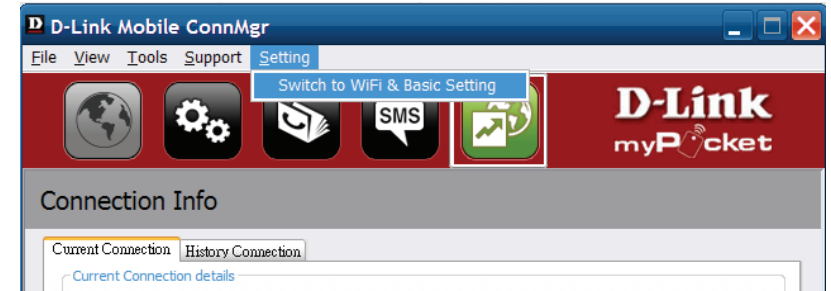 D D-Link Mobile ConnMgr
File View Tools Support Setting
Switch to WiFi & Basic Setting
SMS
D-Link
myPocket
Connection Info
Current Connection History Connection
Current Connection details